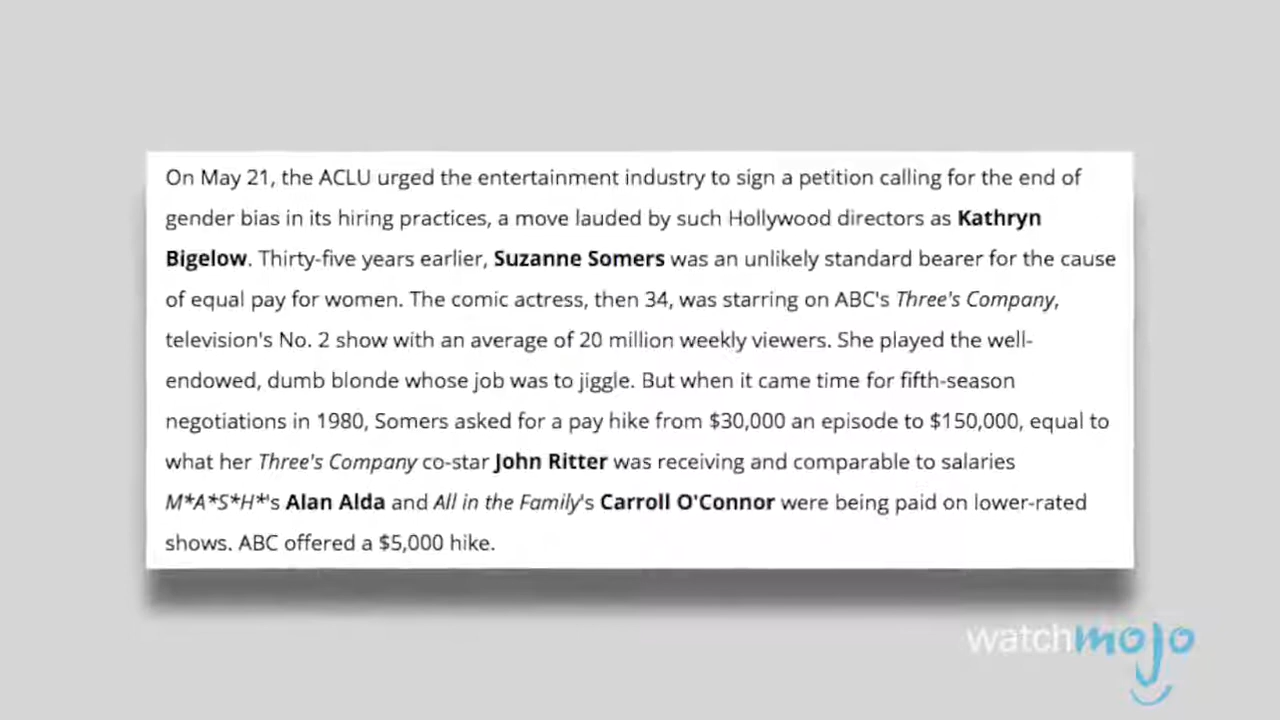 On May 21, the ACLU urged the entertainment industry to sign a petition calling for the end of
gender bias in its hiring practices, a move lauded by such Hollywood directors as Kathryn
Bigelow. Thirty-five years earlier, Suzanne Somers was an unlikely standard bearer for the cause
of equal pay for women. The comic actress, then 34, was starring on ABC's Three's Company,
television's No. 2 show with an average of 20 million weekly viewers. She played the well-
endowed, dumb blonde whose job was to jiggle. But when it came time for fifth-season
negotiations in 1980, Somers asked for a pay hike from $30,000 an episode to $150,000, equal to
what her Three's Company co-star John Ritter was receiving and comparable to salaries
M*A*S*H*'s Alan Alda and All in the Family's Carroll O'Connor were being paid on lower-rated
shows. ABC offered a $5,000 hike.
watchmojo